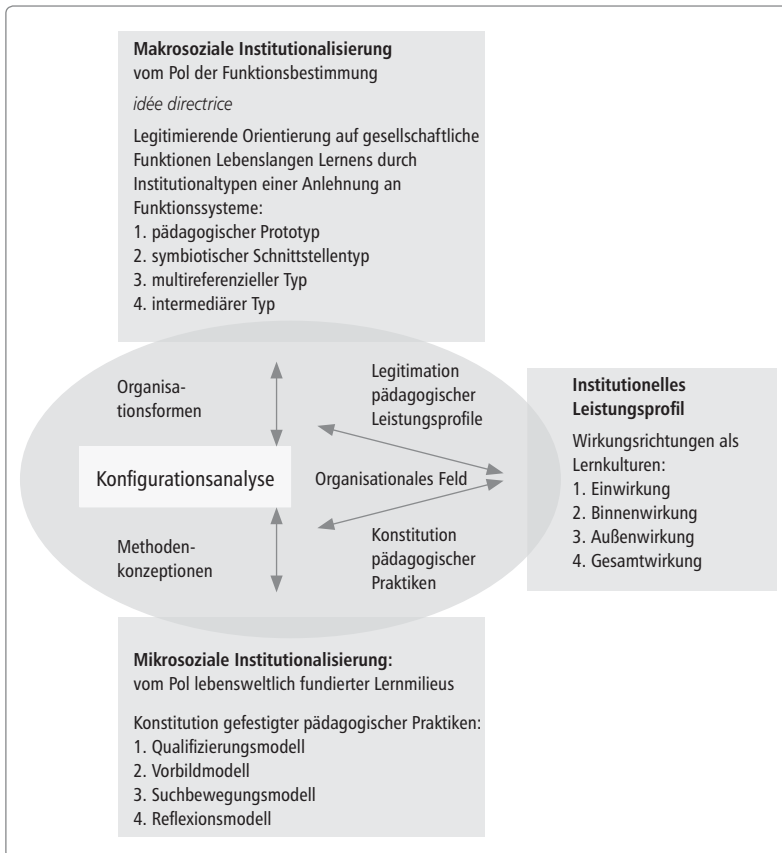 Makrosoziale Institutionalisierung
vom Pol der Funktionsbestimmung
idée directrice
Legitimierende Orientierung auf gesellschaftliche
Funktionen Lebenslangen Lernens durch
Institutionaltypen einer Anlehnung an
Funktionssysteme:
1. pädagogischer Prototyp
2. symbiotischer Schnittstellentyp
3. multireferenzieller Typ
4. intermediärer Typ
Organisa-
tionsformen
Legitimation
pädagogischer
Leistungsprofile
Konfigurationsanalyse
Organisationales Feld
Methoden-
konzeptionen
Konstitution
pädagogischer
Praktiken
Institutionelles
Leistungsprofil
Wirkungsrichtungen als
Lernkulturen:
1. Einwirkung
2. Binnenwirkung
3. Außenwirkung
4. Gesamtwirkung
Mikrosoziale Institutionalisierung:
vom Pol lebensweltlich fundierter Lernmilieus
Konstitution gefestigter pädagogischer Praktiken:
1. Qualifizierungsmodell
2. Vorbildmodell
3. Suchbewegungsmodell
4. Reflexionsmodell